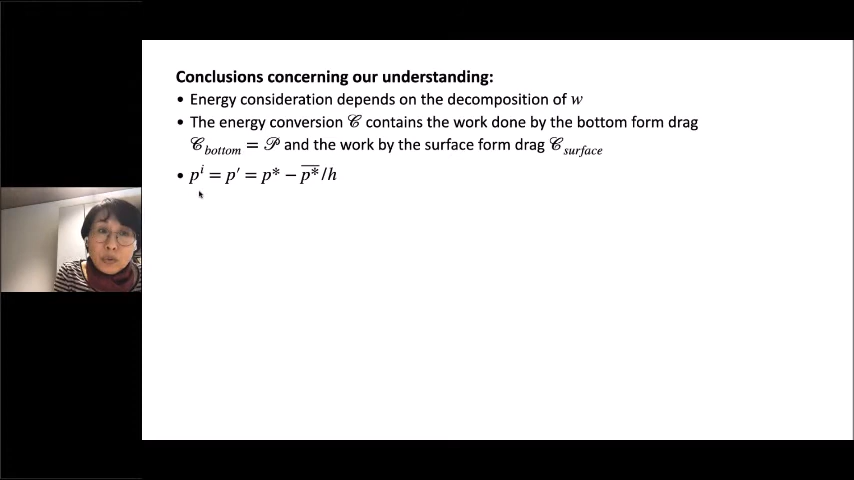 Conclusions concerning our understanding:
• Energy consideration depends on the decomposition of w
• The energy conversion 𝒞 contains the work done by the bottom form drag
𝒞bottom = 𝒫 and the work by the surface form drag 𝒞surface
• pⁱ = p′ = p* − p̅*̅/h